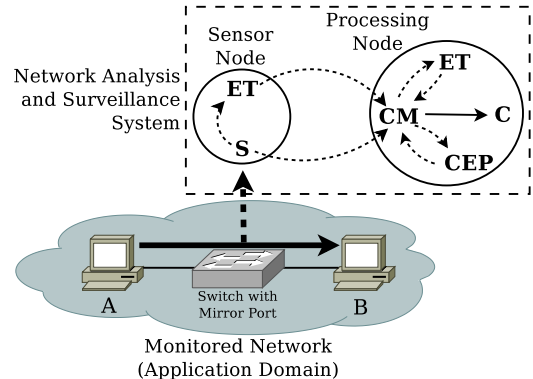 Sensor
Node
Processing
Node
Network Analysis
and Surveillance
System
ET
S
ET
CM
C
CEP
A
Switch with
Mirror Port
B
Monitored Network
(Application Domain)